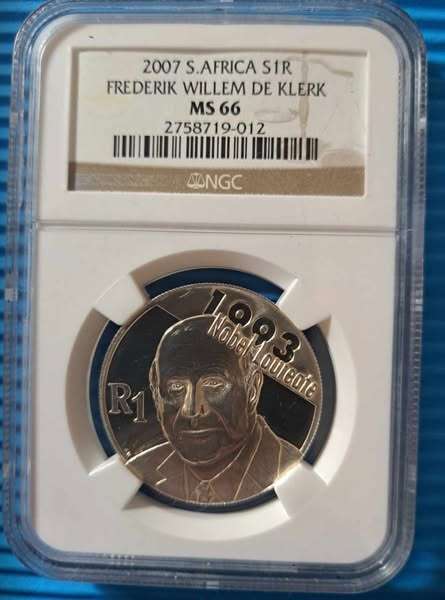 2007 S.AFRICA S1R
FREDERIK WILLEM DE KLERK
MS 66
2758719-012
NGC
1993
Nobel Laureate
R1